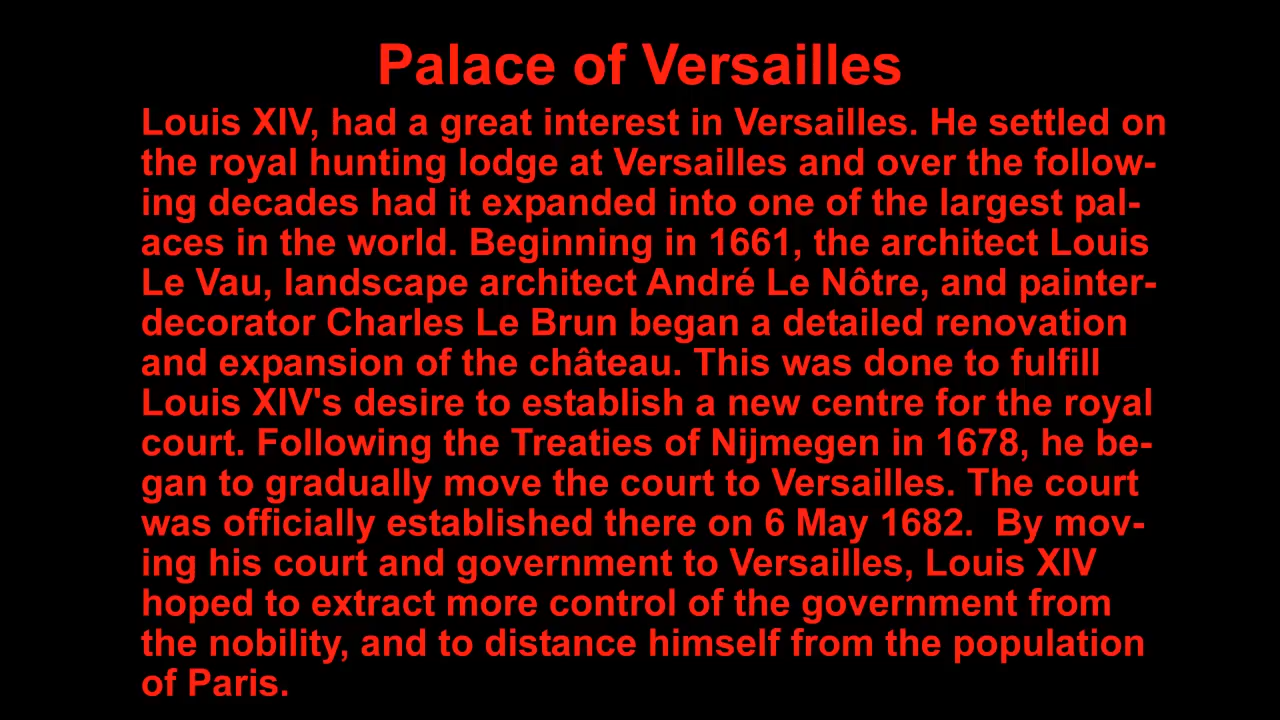 Palace of Versailles
Louis XIV, had a great interest in Versailles. He settled on
the royal hunting lodge at Versailles and over the follow-
ing decades had it expanded into one of the largest pal-
aces in the world. Beginning in 1661, the architect Louis
Le Vau, landscape architect André Le Nôtre, and painter-
decorator Charles Le Brun began a detailed renovation
and expansion of the château. This was done to fulfill
Louis XIV's desire to establish a new centre for the royal
court. Following the Treaties of Nijmegen in 1678, he be-
gan to gradually move the court to Versailles. The court
was officially established there on 6 May 1682.  By mov-
ing his court and government to Versailles, Louis XIV
hoped to extract more control of the government from
the nobility, and to distance himself from the population
of Paris.